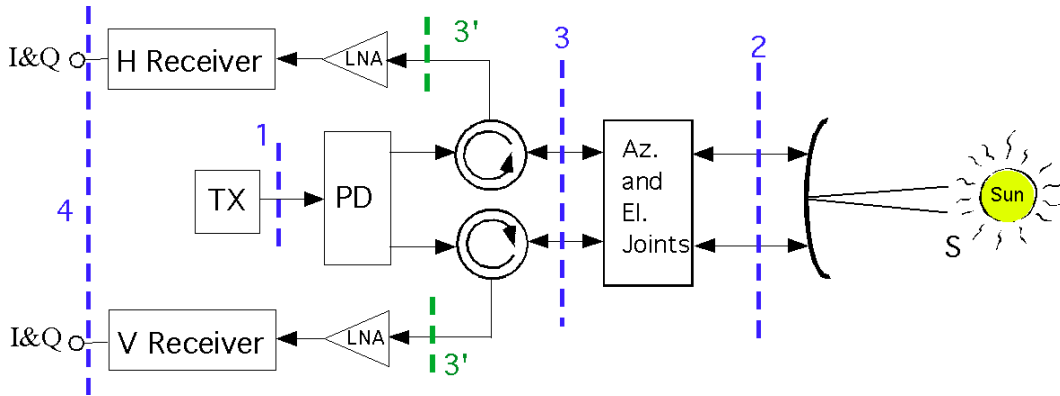 I&Q
H Receiver
LNA
3'
3
2
1
TX
PD
Az.
and
El.
Joints
Sun
S
4
I&Q
V Receiver
LNA
3'